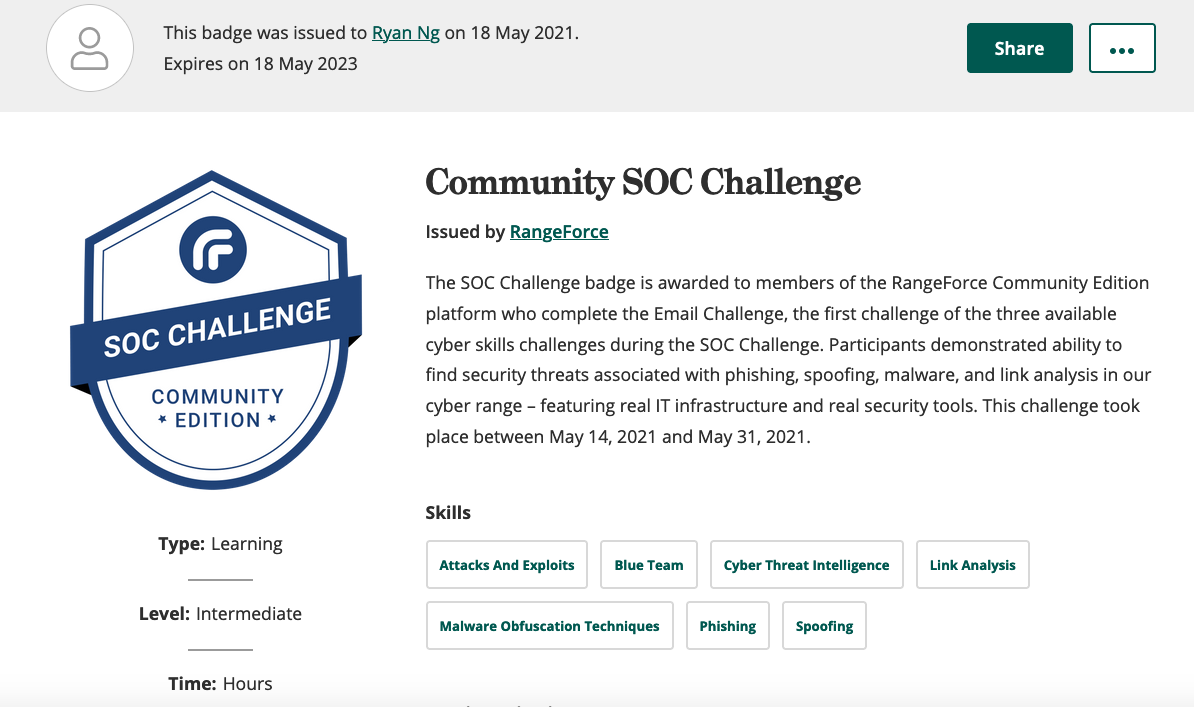 This badge was issued to Ryan Ng on 18 May 2021.
Expires on 18 May 2023
Share
SOC CHALLENGE
COMMUNITY
EDITION
Type: Learning
Level: Intermediate
Time: Hours
Community SOC Challenge
Issued by RangeForce
The SOC Challenge badge is awarded to members of the RangeForce Community Edition
platform who complete the Email Challenge, the first challenge of the three available
cyber skills challenges during the SOC Challenge. Participants demonstrated ability to
find security threats associated with phishing, spoofing, malware, and link analysis in our
cyber range – featuring real IT infrastructure and real security tools. This challenge took
place between May 14, 2021 and May 31, 2021.
Skills
Attacks And Exploits
Blue Team
Cyber Threat Intelligence
Link Analysis
Malware Obfuscation Techniques
Phishing
Spoofing